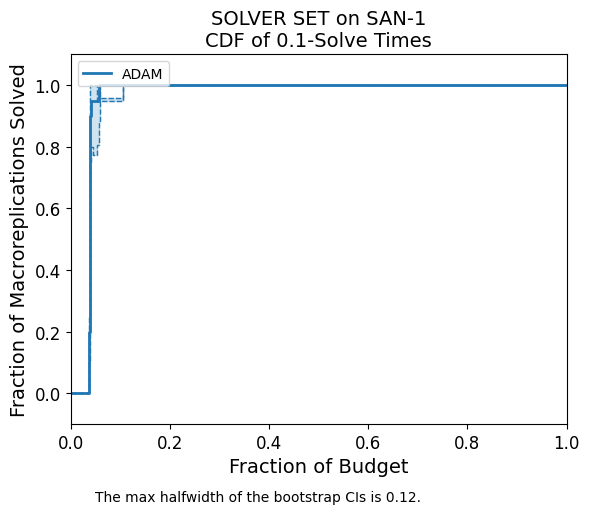 SOLVER SET on SAN-1
CDF of 0.1-Solve Times
ADAM
Fraction of Macroreplications Solved
1.0
0.8
0.6
0.4
0.2
0.0
0.0 0.2 0.4 0.6 0.8 1.0
Fraction of Budget
The max halfwidth of the bootstrap CIs is 0.12.